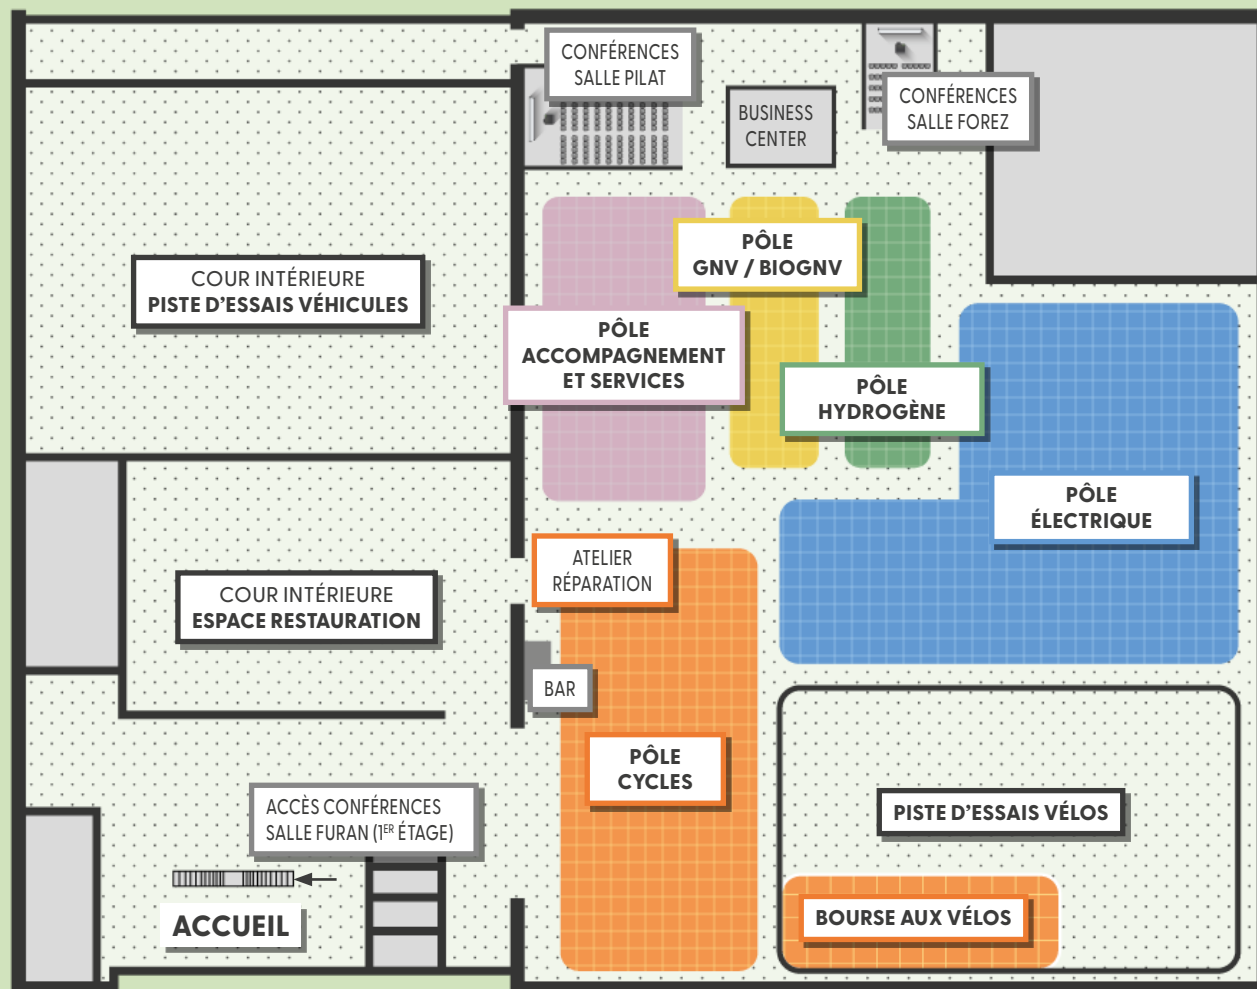 CONFÉRENCES
SALLE PILAT
BUSINESS
CENTER
CONFÉRENCES
SALLE FOREZ
COUR INTÉRIEURE
PISTE D'ESSAIS VÉHICULES
PÔLE
GNV / BIOGNV
PÔLE
ACCOMPAGNEMENT
ET SERVICES
PÔLE
HYDROGÈNE
PÔLE
ÉLECTRIQUE
ATELIER
RÉPARATION
COUR INTÉRIEURE
ESPACE RESTAURATION
BAR
PÔLE
CYCLES
PISTE D'ESSAIS VÉLOS
ACCÈS CONFÉRENCES
SALLE FURAN (1ER ÉTAGE)
ACCUEIL
BOURSE AUX VÉLOS